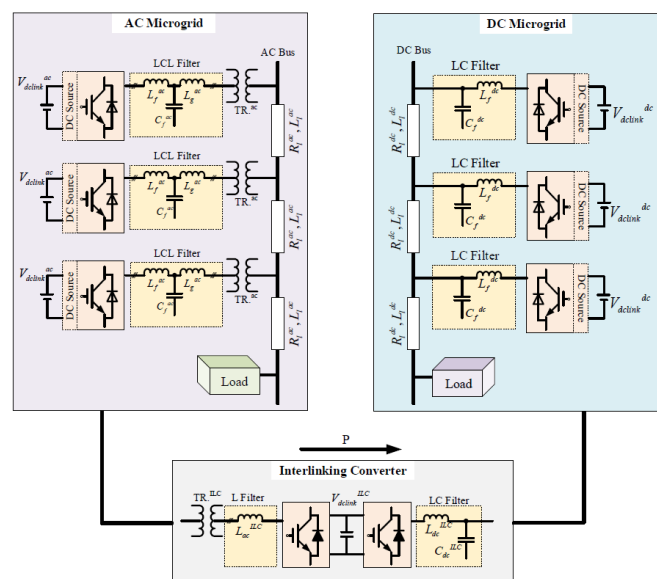 AC Microgrid
AC Bus
LCL Filter
V_dclink^ac
DC Source
L_f^ac
L_g^ac
C_f^ac
TR.^ac
R_l^ac, L_l^ac
LCL Filter
V_dclink^ac
DC Source
L_f^ac
L_g^ac
C_f^ac
TR.^ac
R_l^ac, L_l^ac
LCL Filter
V_dclink^ac
DC Source
L_f^ac
L_g^ac
C_f^ac
TR.^ac
R_l^ac, L_l^ac
Load
DC Microgrid
DC Bus
LC Filter
L_f^dc
C_f^dc
DC Source
V_dclink^dc
R_l^dc, L_l^dc
LC Filter
L_f^dc
C_f^dc
DC Source
V_dclink^dc
R_l^dc, L_l^dc
LC Filter
L_f^dc
C_f^dc
DC Source
V_dclink^dc
R_l^dc, L_l^dc
Load
P
Interlinking Converter
TR.^ILC
L Filter
L_ac^ILC
V_dclink^ILC
LC Filter
L_dc^ILC
C_dc^ILC